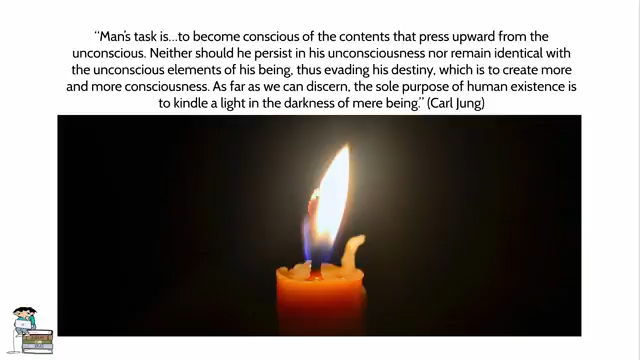 “Man’s task is...to become conscious of the contents that press upward from the
unconscious. Neither should he persist in his unconsciousness nor remain identical with
the unconscious elements of his being, thus evading his destiny, which is to create more
and more consciousness. As far as we can discern, the sole purpose of human existence is
to kindle a light in the darkness of mere being.” (Carl Jung)